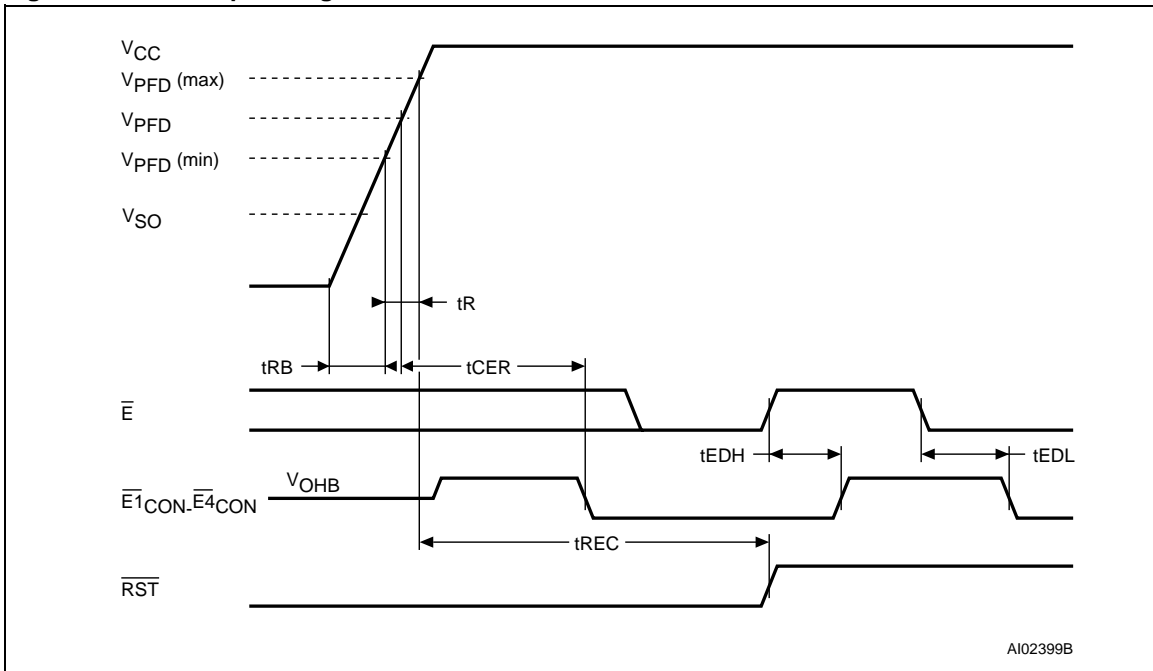 VCC
VPFD (max)
VPFD
VPFD (min)
VSO
tR
tRB
tCER
E
tEDH
tEDL
VOHB
E1CON-E4CON
tREC
RST
AI02399B